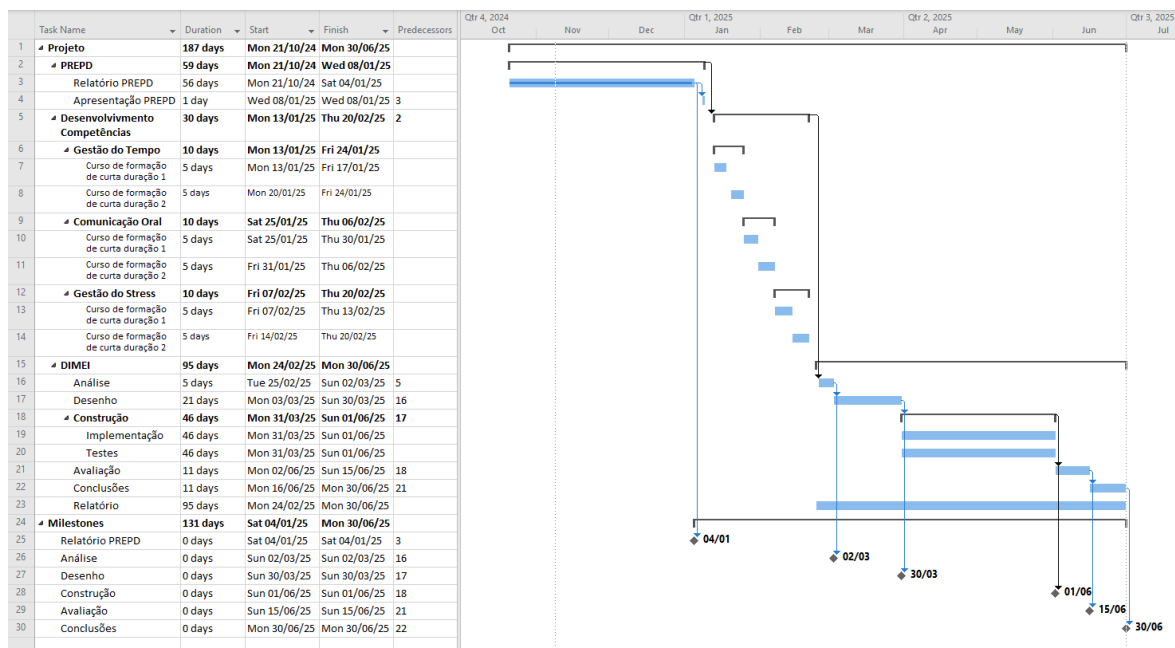 Qtr 4, 2024 Qtr 1, 2025 Qtr 2, 2025 Qtr 3, 2025
Task Name Duration Start Finish Predecessors Oct Nov Dec Jan Feb Mar Apr May Jun Jul
1 Projeto 187 days Mon 21/10/24 Mon 30/06/25
2 PREPD 59 days Mon 21/10/24 Wed 08/01/25
3 Relatório PREPD 56 days Mon 21/10/24 Sat 04/01/25
4 Apresentação PREPD 1 day Wed 08/01/25 Wed 08/01/25 3
5 Desenvolvivmento 30 days Mon 13/01/25 Thu 20/02/25 2
Competências
6 Gestão do Tempo 10 days Mon 13/01/25 Fri 24/01/25
7 Curso de formação 5 days Mon 13/01/25 Fri 17/01/25
de curta duração 1
8 Curso de formação 5 days Mon 20/01/25 Fri 24/01/25
de curta duração 2
9 Comunicação Oral 10 days Sat 25/01/25 Thu 06/02/25
10 Curso de formação 5 days Sat 25/01/25 Thu 30/01/25
de curta duração 1
11 Curso de formação 5 days Fri 31/01/25 Thu 06/02/25
de curta duração 2
12 Gestão do Stress 10 days Fri 07/02/25 Thu 20/02/25
13 Curso de formação 5 days Fri 07/02/25 Thu 13/02/25
de curta duração 1
14 Curso de formação 5 days Fri 14/02/25 Thu 20/02/25
de curta duração 2
15 DIMEI 95 days Mon 24/02/25 Mon 30/06/25
16 Análise 5 days Tue 25/02/25 Sun 02/03/25 5
17 Desenho 21 days Mon 03/03/25 Sun 30/03/25 16
18 Construção 46 days Mon 31/03/25 Sun 01/06/25 17
19 Implementação 46 days Mon 31/03/25 Sun 01/06/25
20 Testes 46 days Mon 31/03/25 Sun 01/06/25
21 Avaliação 11 days Mon 02/06/25 Sun 15/06/25 18
22 Conclusões 11 days Mon 16/06/25 Mon 30/06/25 21
23 Relatório 95 days Mon 24/02/25 Mon 30/06/25
24 Milestones 131 days Sat 04/01/25 Mon 30/06/25
25 Relatório PREPD 0 days Sat 04/01/25 Sat 04/01/25 3 04/01
26 Análise 0 days Sun 02/03/25 Sun 02/03/25 16 02/03
27 Desenho 0 days Sun 30/03/25 Sun 30/03/25 17 30/03
28 Construção 0 days Sun 01/06/25 Sun 01/06/25 18 01/06
29 Avaliação 0 days Sun 15/06/25 Sun 15/06/25 21 15/06
30 Conclusões 0 days Mon 30/06/25 Mon 30/06/25 22 30/06